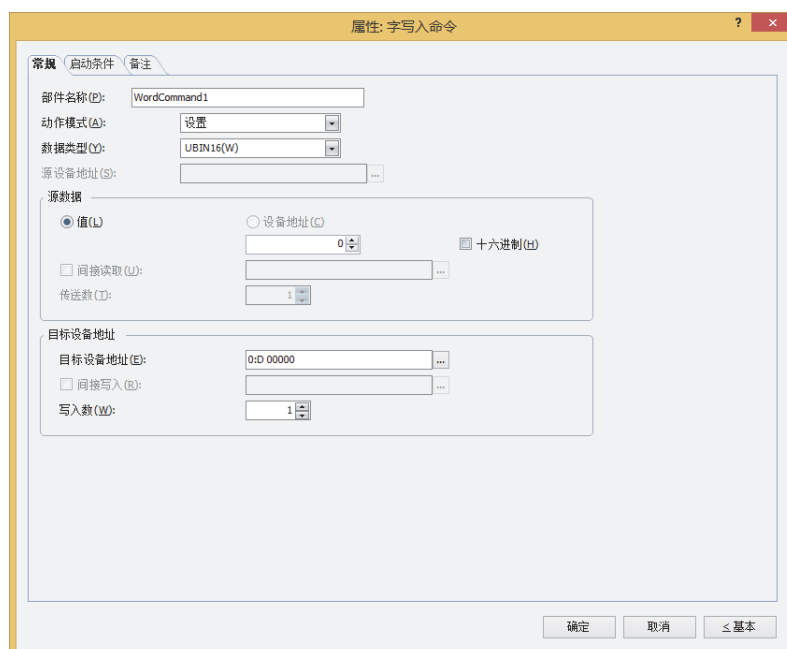 属性: 字写入命令
?
×
常规 启动条件 备注
部件名称(P): WordCommand1
动作模式(A): 设置
数据类型(Y): UBIN16(W)
源设备地址(S): ...
源数据
值(L) 设备地址(C)
0 十六进制(H)
间接读取(U): ...
传送数(T): 1
目标设备地址
目标设备地址(E): 0:D 00000 ...
间接写入(R): ...
写入数(W): 1
确定 取消 ≤基本